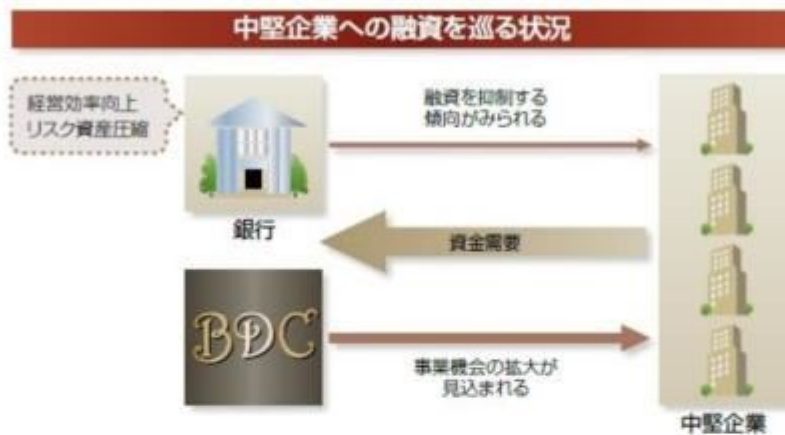 中堅企業への融資を巡る状況
経営効率向上
リスク資産圧縮
融資を抑制する
傾向がみられる
銀行
資金需要
BDC
事業機会の拡大が
見込まれる
中堅企業